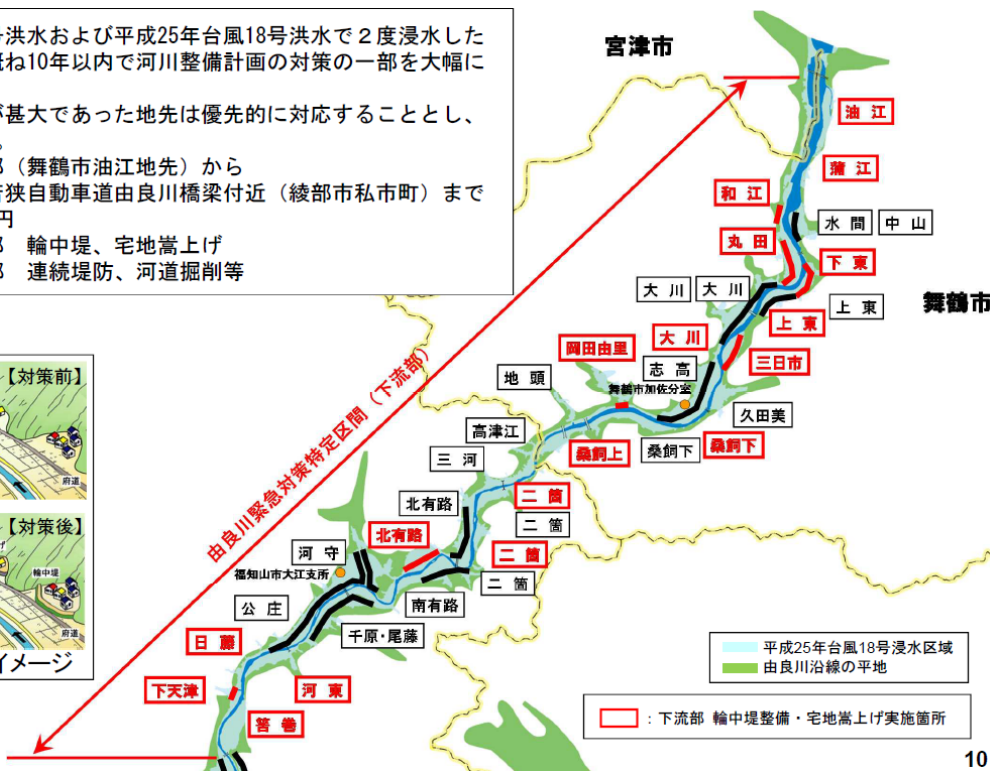 号洪水および平成25年台風18号洪水で２度浸水した
概ね10年以内で河川整備計画の対策の一部を大幅に
が甚大であった地先は優先的に対応することとし、
。
部（舞鶴市油江地先）から
若狭自動車道由良川橋梁付近（綾部市私市町）まで
円
部　輪中堤、宅地嵩上げ
部　連続堤防、河道掘削等
宮津市
油江
蒲江
和江
水間
中山
丸田
下東
大川
大川
上東
舞鶴市
上東
大川
岡田由里
三日市
志高
舞鶴市加佐分室
地頭
久田美
高津江
桑飼上
桑飼下
桑飼下
三河
二箇
北有路
二箇
北有路
二箇
河守
福知山市大江支所
二箇
南有路
公庄
千原・尾藤
日藤
下天津
河東
筈巻
由良川緊急対策特定区間（下流部）
【対策前】
府道
【対策後】
げ
輪中堤
府道
イメージ
平成25年台風18号浸水区域
由良川沿線の平地
：下流部 輪中堤整備・宅地嵩上げ実施箇所
10